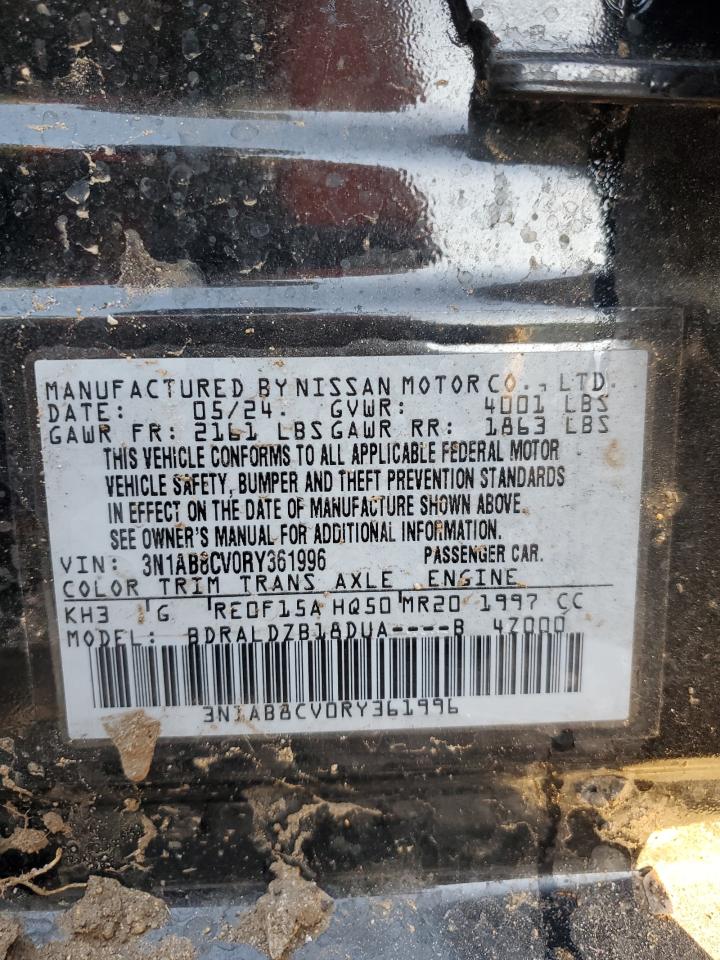 MANUFACTURED BY NISSAN MOTOR CO., LTD.
DATE: 05/24. GVWR: 4001 LBS
GAWR FR: 2161 LBS GAWR RR: 1863 LBS
THIS VEHICLE CONFORMS TO ALL APPLICABLE FEDERAL MOTOR
VEHICLE SAFETY, BUMPER AND THEFT PREVENTION STANDARDS
IN EFFECT ON THE DATE OF MANUFACTURE SHOWN ABOVE.
SEE OWNER'S MANUAL FOR ADDITIONAL INFORMATION.
VIN: 3N1AB8CV0RY361996 PASSENGER CAR.
COLOR TRIM TRANS AXLE ENGINE
KH3 G RE0F15A HQ50 MR20 1997 CC
MODEL: BDRALDZB18DUA----B 4Z000
3N1AB8CV0RY361996